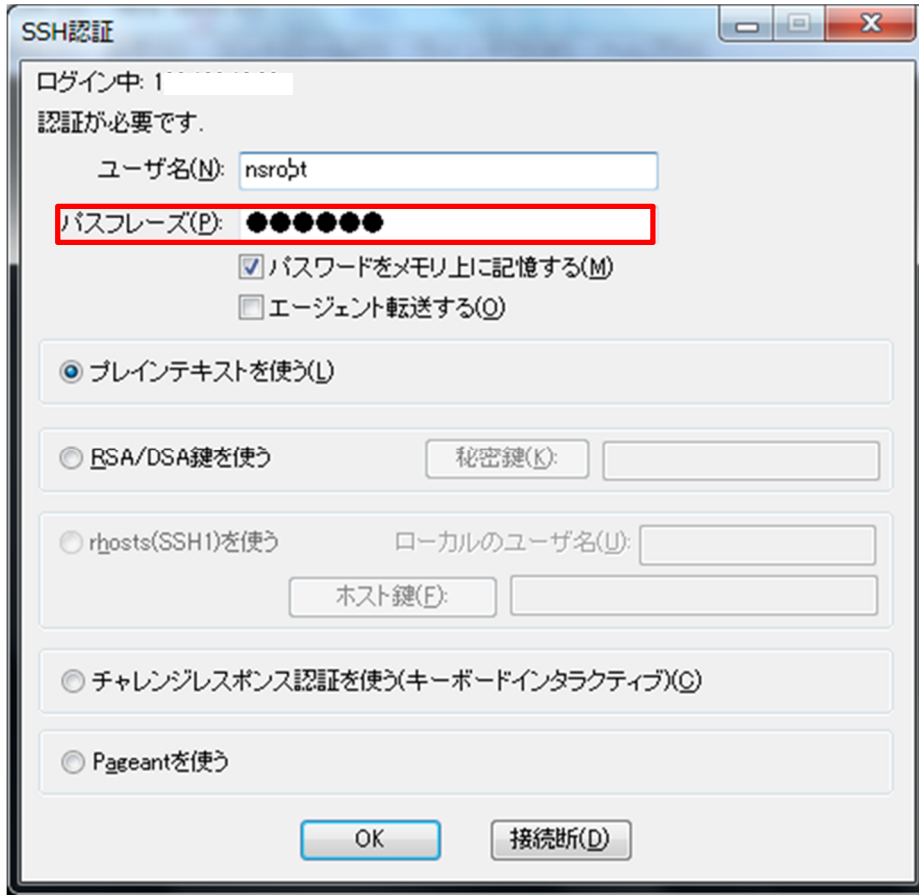 SSH認証
ログイン中: 1
認証が必要です.
ユーザ名(N): nsroot
パスフレーズ(P): ●●●●●●
パスワードをメモリ上に記憶する(M)
エージェント転送する(O)
プレインテキストを使う(L)
RSA/DSA鍵を使う 秘密鍵(K):
rhosts(SSH1)を使う ローカルのユーザ名(U):
ホスト鍵(F):
チャレンジレスポンス認証を使う(キーボードインタラクティブ)(C)
Pageantを使う
OK 接続断(D)